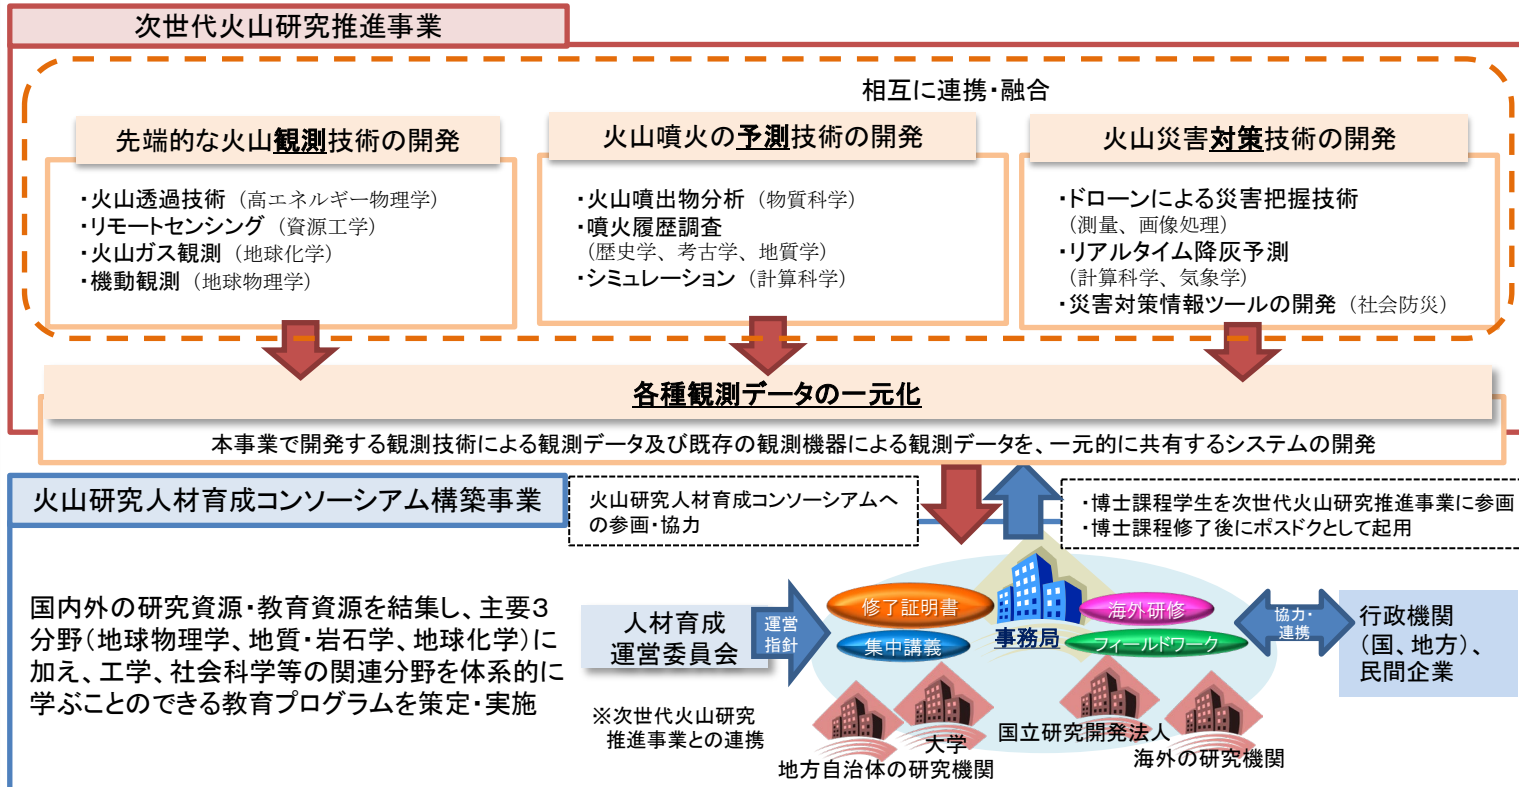 次世代火山研究推進事業
相互に連携・融合
先端的な火山観測技術の開発
・火山透過技術（高エネルギー物理学）
・リモートセンシング（資源工学）
・火山ガス観測（地球化学）
・機動観測（地球物理学）
火山噴火の予測技術の開発
・火山噴出物分析（物質科学）
・噴火履歴調査
（歴史学、考古学、地質学）
・シミュレーション（計算科学）
火山災害対策技術の開発
・ドローンによる災害把握技術
（測量、画像処理）
・リアルタイム降灰予測
（計算科学、気象学）
・災害対策情報ツールの開発（社会防災）
各種観測データの一元化
本事業で開発する観測技術による観測データ及び既存の観測機器による観測データを、一元的に共有するシステムの開発
火山研究人材育成コンソーシアム構築事業
火山研究人材育成コンソーシアムへ
の参画・協力
・博士課程学生を次世代火山研究推進事業に参画
・博士課程修了後にポスドクとして起用
国内外の研究資源・教育資源を結集し、主要３
分野（地球物理学、地質・岩石学、地球化学）に
加え、工学、社会科学等の関連分野を体系的に
学ぶことのできる教育プログラムを策定・実施
人材育成
運営委員会
運営
指針
修了証明書
集中講義
事務局
海外研修
フィールドワーク
協力・
連携
行政機関
（国、地方）、
民間企業
※次世代火山研究
推進事業との連携
大学
地方自治体の研究機関
国立研究開発法人
海外の研究機関